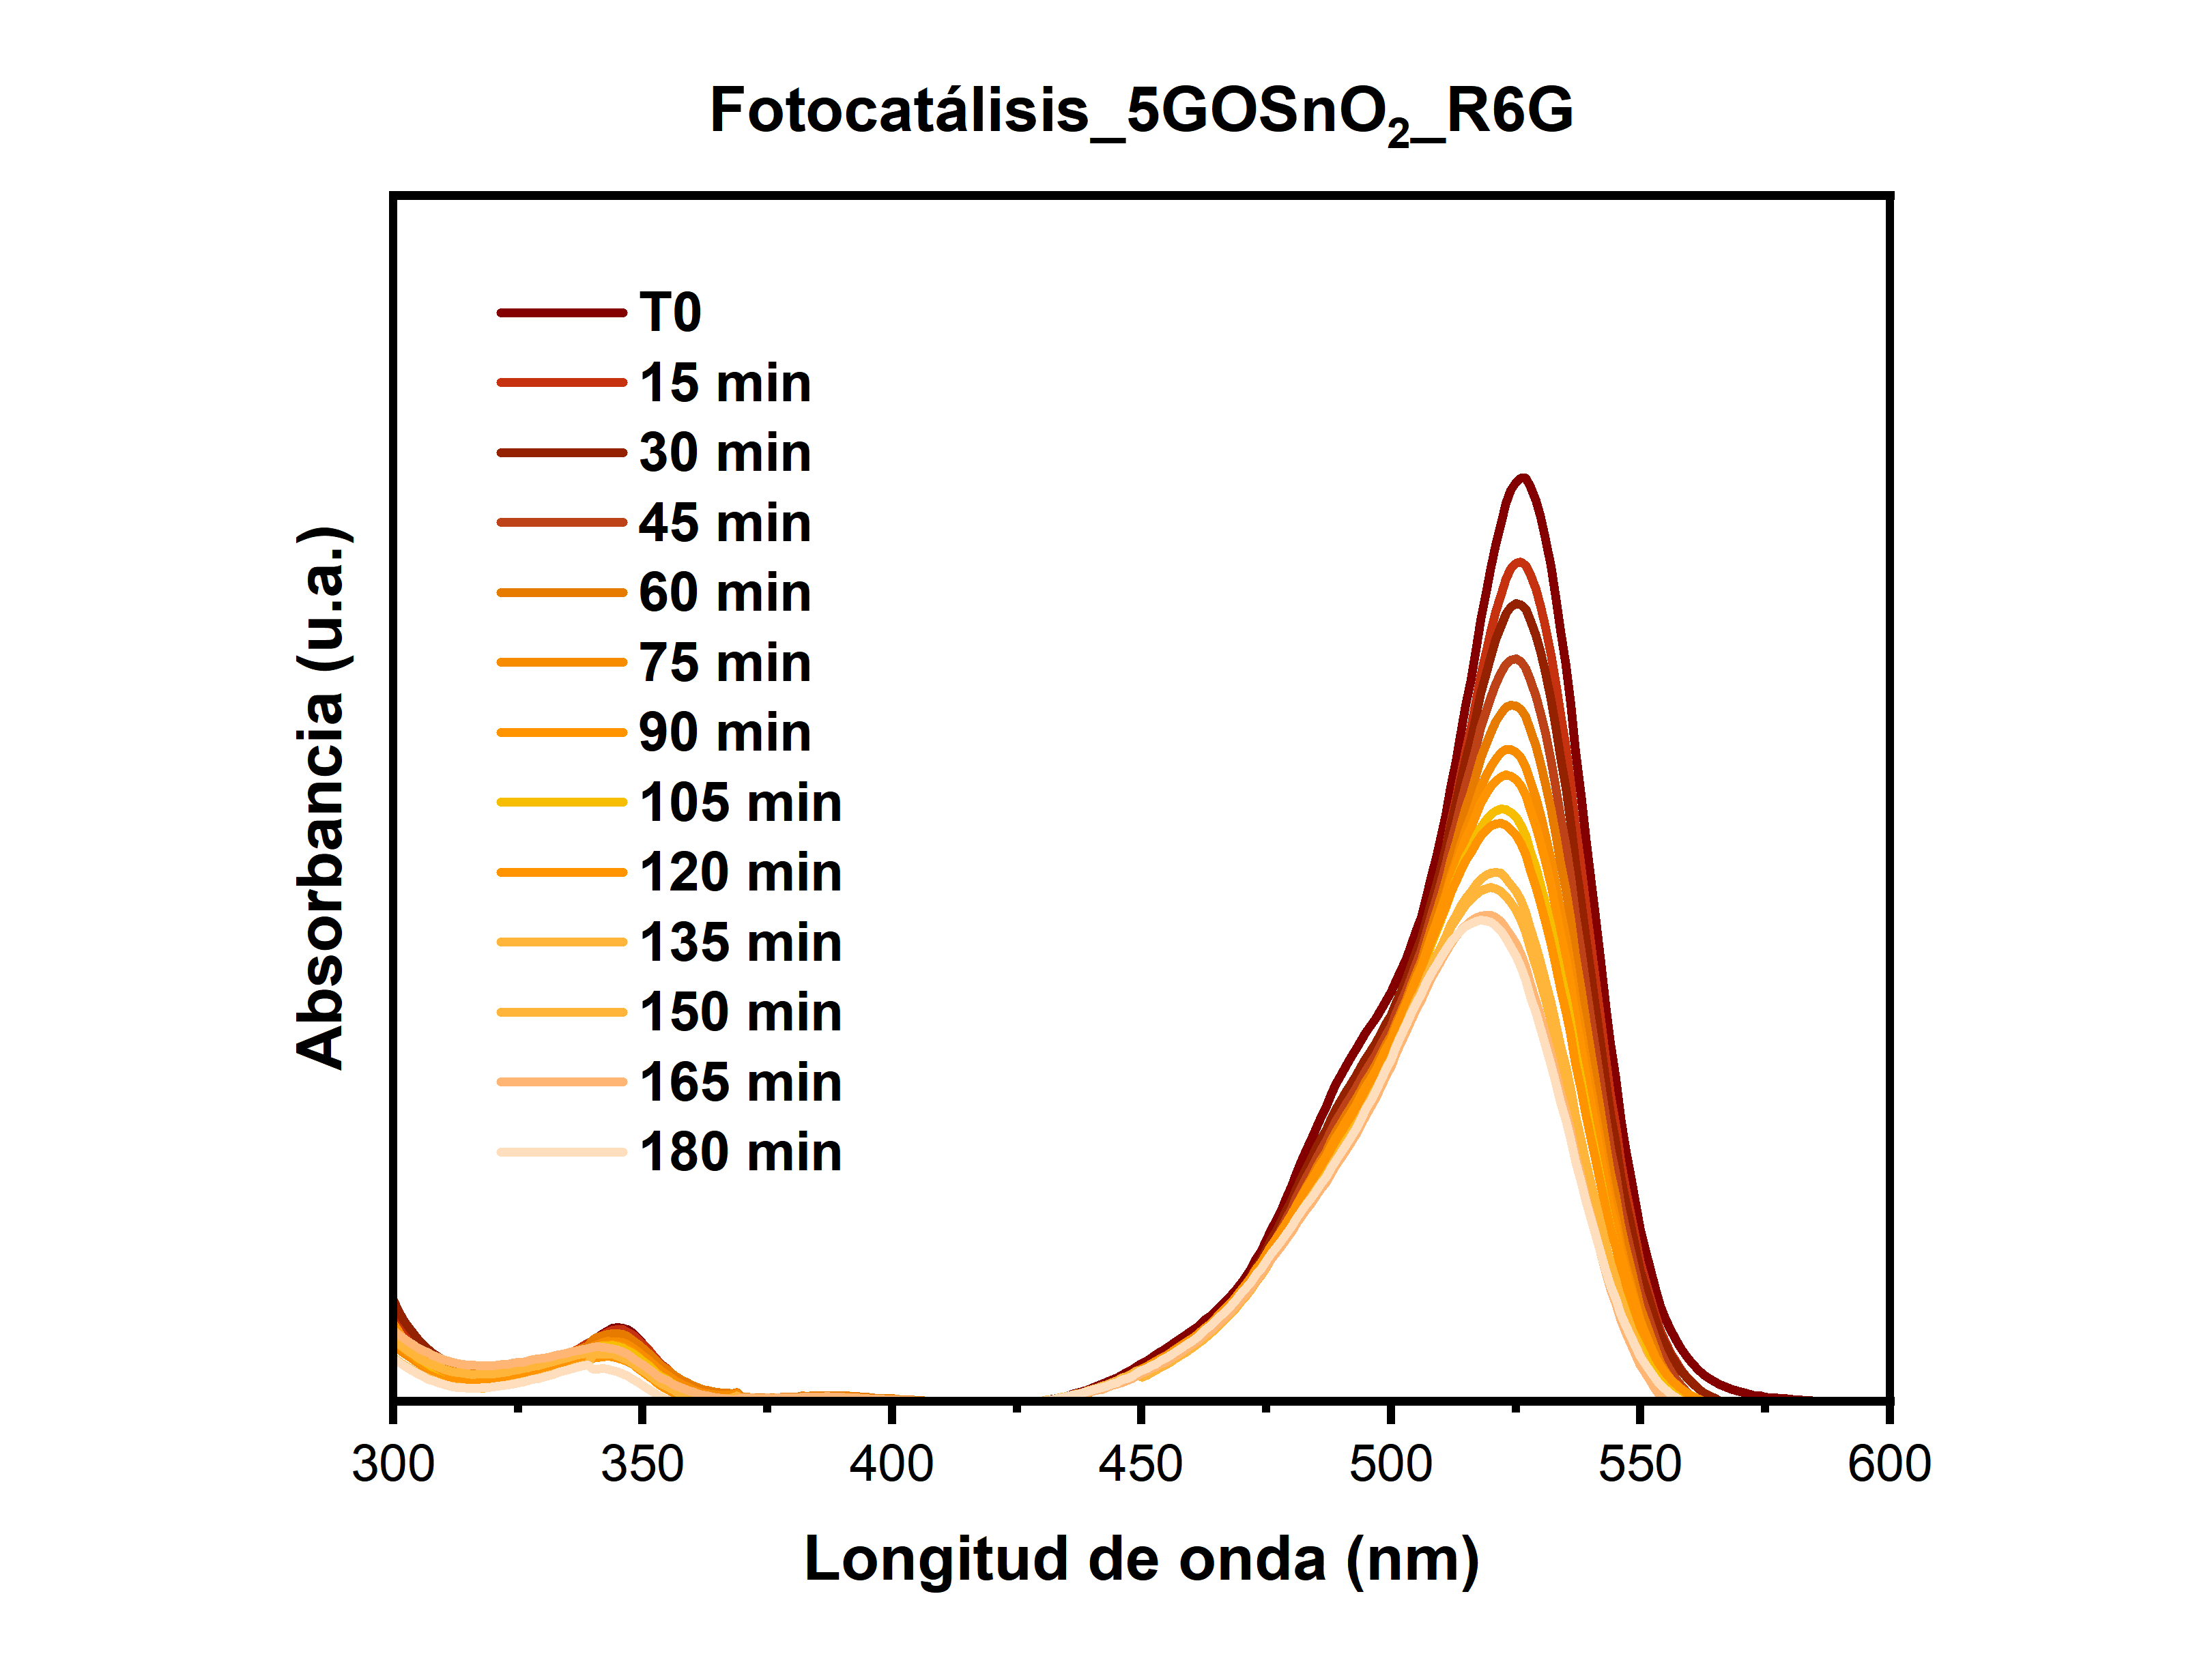 Fotocatálisis_5GOSnO₂_R6G
T0
15 min
30 min
45 min
60 min
75 min
90 min
105 min
120 min
135 min
150 min
165 min
180 min
Absorbancia (u.a.)
300 350 400 450 500 550 600
Longitud de onda (nm)